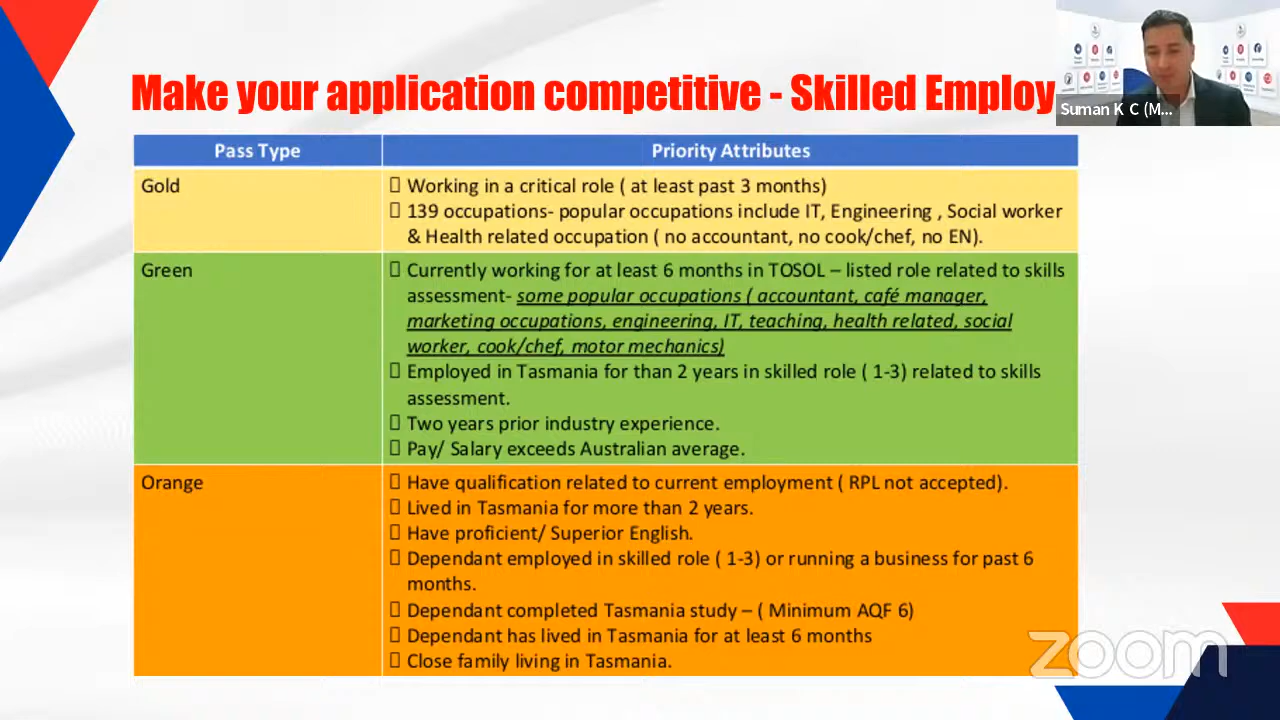 Make your application competitive - Skilled Employ
Suman K C (M...
Pass Type
Priority Attributes
Gold
Working in a critical role ( at least past 3 months)
139 occupations- popular occupations include IT, Engineering , Social worker
& Health related occupation ( no accountant, no cook/chef, no EN).
Green
Currently working for at least 6 months in TOSOL – listed role related to skills
assessment- some popular occupations ( accountant, café manager,
marketing occupations, engineering, IT, teaching, health related, social
worker, cook/chef, motor mechanics)
Employed in Tasmania for than 2 years in skilled role ( 1-3) related to skills
assessment.
Two years prior industry experience.
Pay/ Salary exceeds Australian average.
Orange
Have qualification related to current employment ( RPL not accepted).
Lived in Tasmania for more than 2 years.
Have proficient/ Superior English.
Dependant employed in skilled role ( 1-3) or running a business for past 6
months.
Dependant completed Tasmania study – ( Minimum AQF 6)
Dependant has lived in Tasmania for at least 6 months
Close family living in Tasmania.
zoom